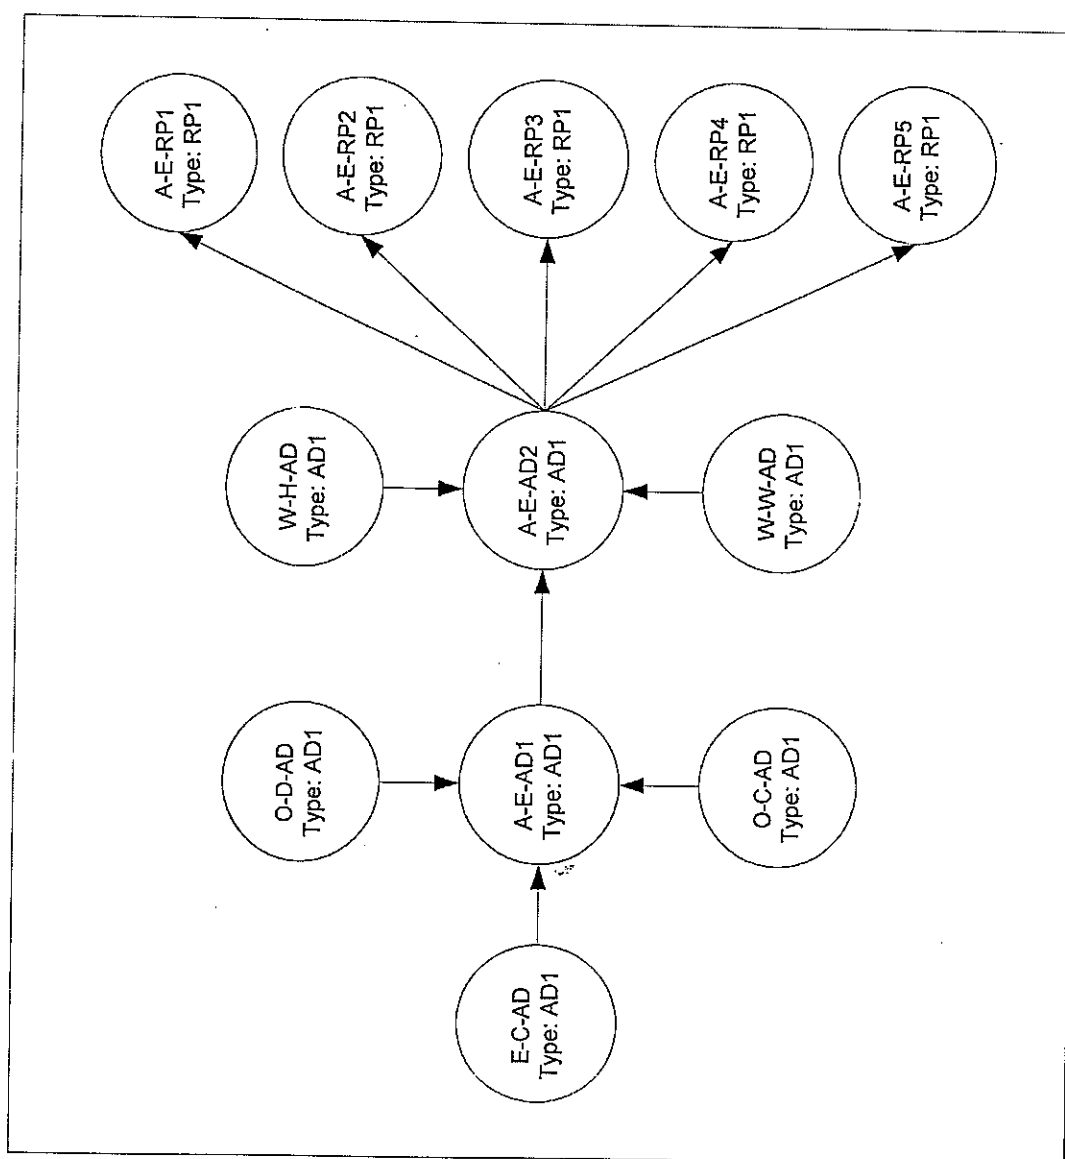 A-E-RP1
Type: RP1
A-E-RP2
Type: RP1
A-E-RP3
Type: RP1
A-E-RP4
Type: RP1
A-E-RP5
Type: RP1
W-H-AD
Type: AD1
A-E-AD2
Type: AD1
W-W-AD
Type: AD1
O-D-AD
Type: AD1
A-E-AD1
Type: AD1
O-C-AD
Type: AD1
E-C-AD
Type: AD1